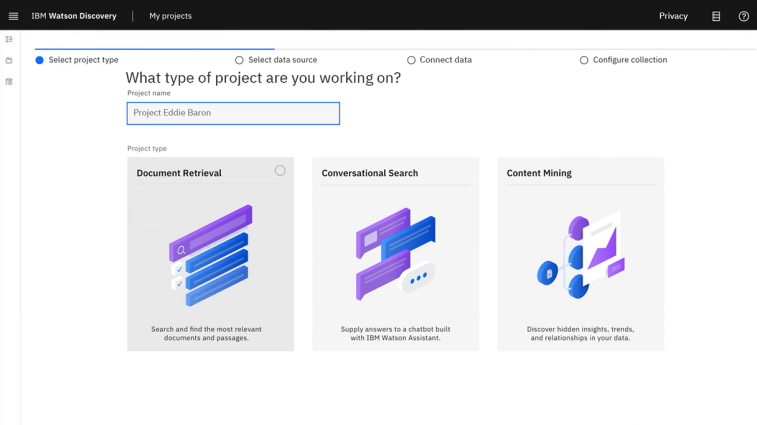 IBM Watson Discovery
My projects
Privacy
Select project type
Select data source
Connect data
Configure collection
What type of project are you working on?
Project name
Project Eddie Baron
Project type
Document Retrieval
Search and find the most relevant
documents and passages.
Conversational Search
Supply answers to a chatbot built
with IBM Watson Assistant.
Content Mining
Discover hidden insights, trends,
and relationships in your data.